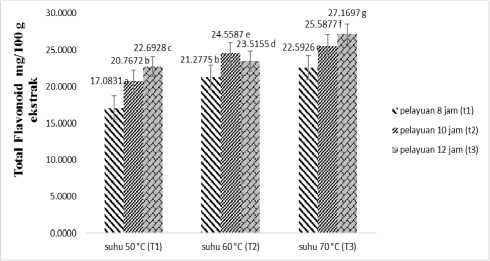 Total Flavonoid mg/100 g
ekstrak
30.0000
25.0000
20.0000
15.0000
10.0000
5.0000
0.0000
17.0831 a
20.7672 b
22.6928 c
21.2775 b
24.5587 e
23.5155 d
22.5926 c
25.5877 f
27.1697 g
suhu 50°C (T1)
suhu 60°C (T2)
suhu 70°C (T3)
pelayuan 8 jam (t1)
pelayuan 10 jam (t2)
pelayuan 12 jam (t3)